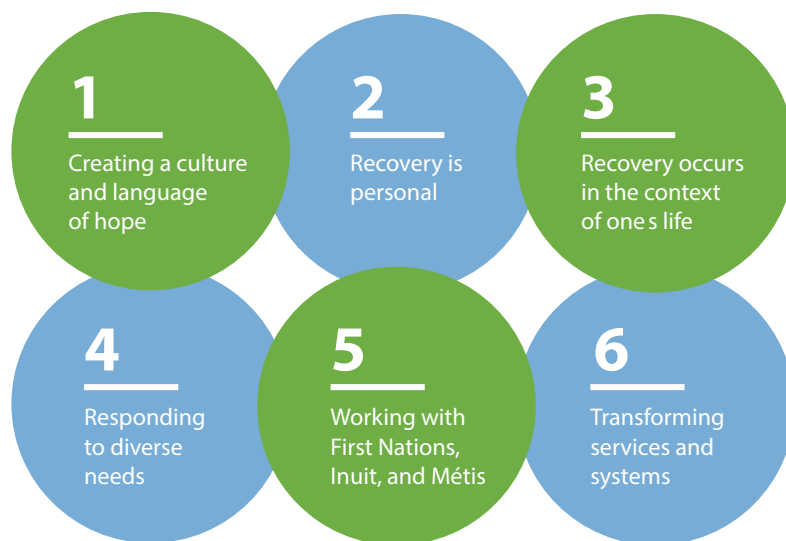 1
Creating a culture
and language
of hope
2
Recovery is
personal
3
Recovery occurs
in the context
of one s life
4
Responding
to diverse
needs
5
Working with
First Nations,
Inuit, and Métis
6
Transforming
services and
systems